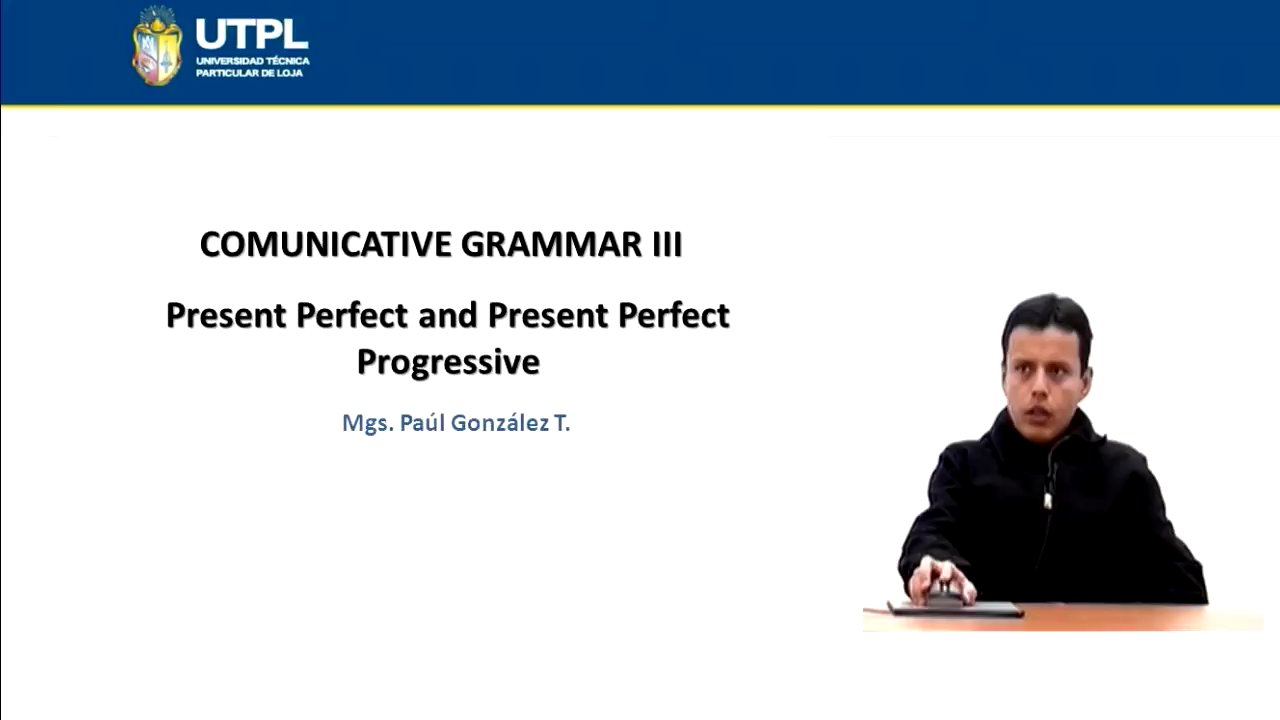 UTPL
UNIVERSIDAD TÉCNICA
PARTICULAR DE LOJA
COMUNICATIVE GRAMMAR III
Present Perfect and Present Perfect
Progressive
Mgs. Paúl González T.